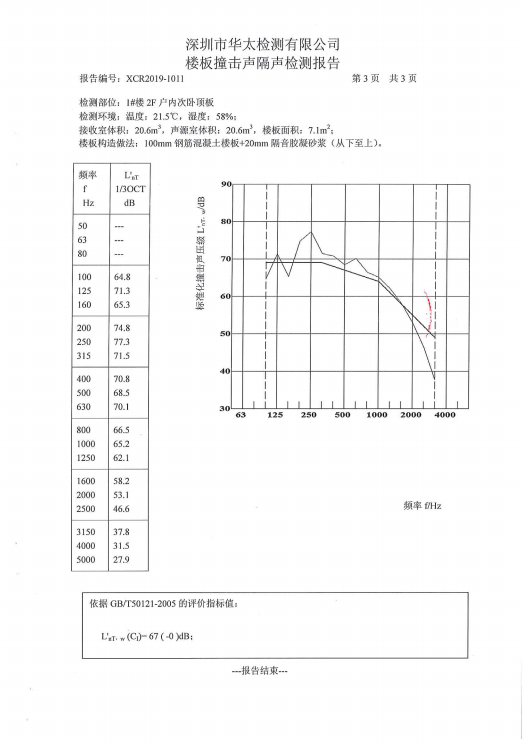 深圳市华太检测有限公司
楼板撞击声隔声检测报告
报告编号：XCR2019-1011 第 3 页 共 3 页
检测部位：1#楼 2F 户内次卧顶板
检测环境：温度：21.5℃，湿度：58%；
接收室体积：20.6m³，声源室体积：20.6m³，楼板面积：7.1m²；
楼板构造做法：100mm 钢筋混凝土楼板+20mm 隔音胶凝砂浆（从下至上）。
频率 L'nT
f 1/3OCT
Hz dB
50 ---
63 ---
80 ---
100 64.8
125 71.3
160 65.3
200 74.8
250 77.3
315 71.5
400 70.8
500 68.5
630 70.1
800 66.5
1000 65.2
1250 62.1
1600 58.2
2000 53.1
2500 46.6
3150 37.8
4000 31.5
5000 27.9
标准化撞击声压级 L'nT，w/dB
90
80
70
60
50
40
30
63 125 250 500 1000 2000 4000
频率 f/Hz
依据 GB/T50121-2005 的评价指标值：
L'nT，w (CI)= 67 ( -0 )dB；
---报告结束---